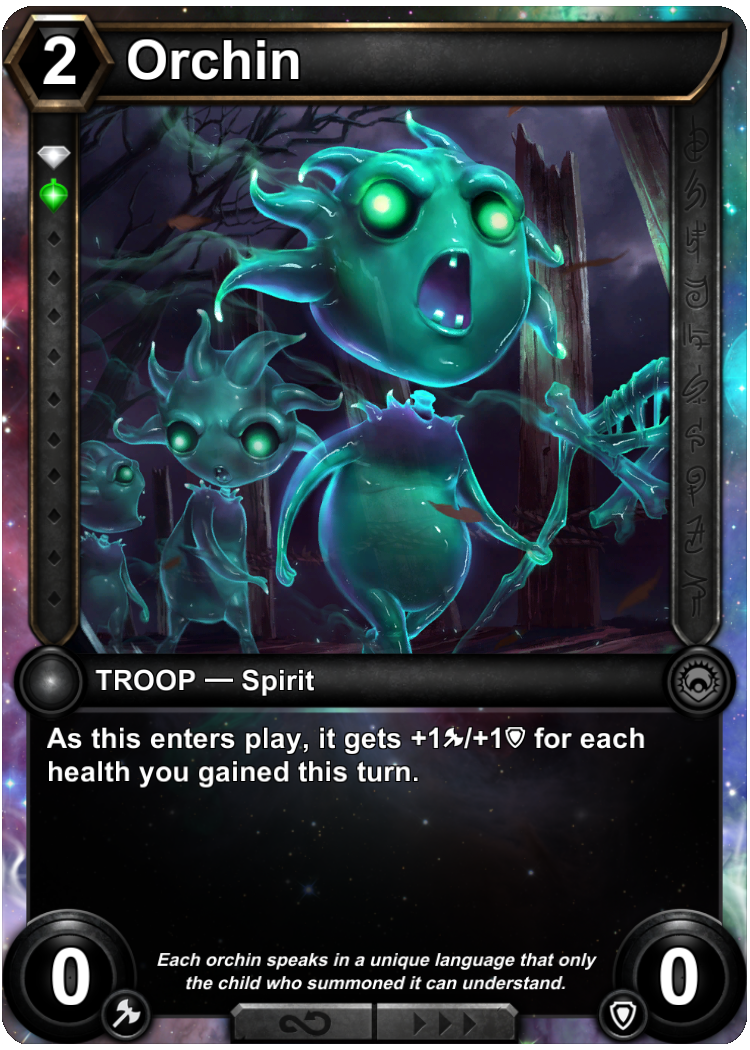 2 Orchin
TROOP — Spirit
As this enters play, it gets +1/+1 for each
health you gained this turn.
Each orchin speaks in a unique language that only
the child who summoned it can understand.
0 0